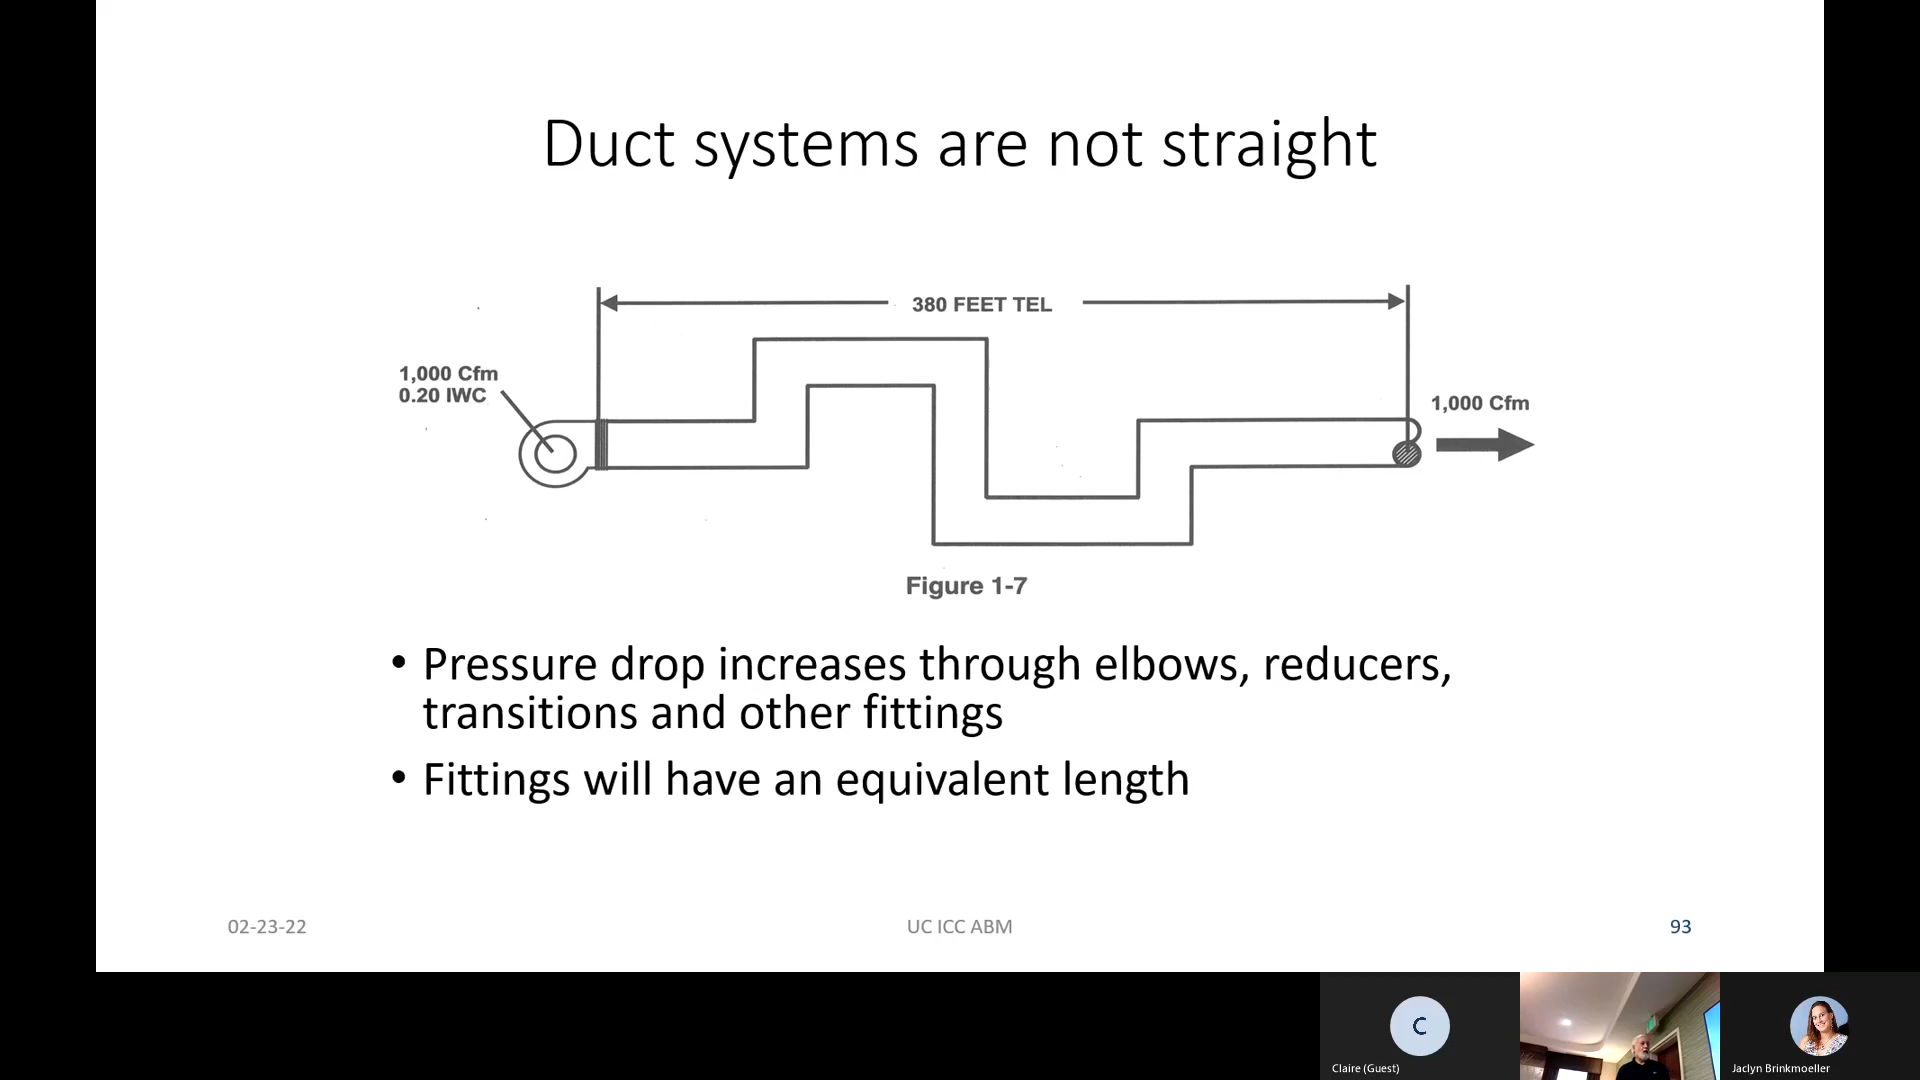 Duct systems are not straight
380 FEET TEL
1,000 Cfm
0.20 IWC
1,000 Cfm
Figure 1-7
• Pressure drop increases through elbows, reducers,
transitions and other fittings
• Fittings will have an equivalent length
02-23-22
UC ICC ABM
93
C
Claire (Guest)
Jaclyn Brinkmoeller